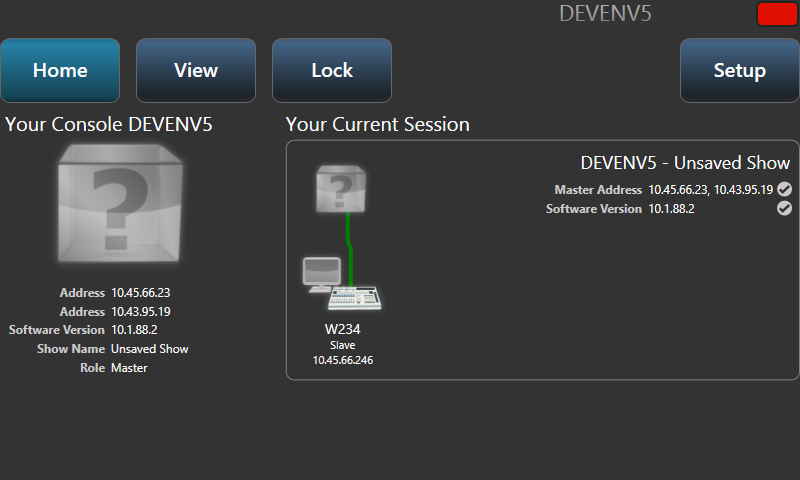 DEVENV5
Home
View
Lock
Setup
Your Console DEVENV5
Address 10.45.66.23
Address 10.43.95.19
Software Version 10.1.88.2
Show Name Unsaved Show
Role Master
Your Current Session
DEVENV5 - Unsaved Show
Master Address 10.45.66.23, 10.43.95.19
Software Version 10.1.88.2
?
?
W234
Slave
10.45.66.246